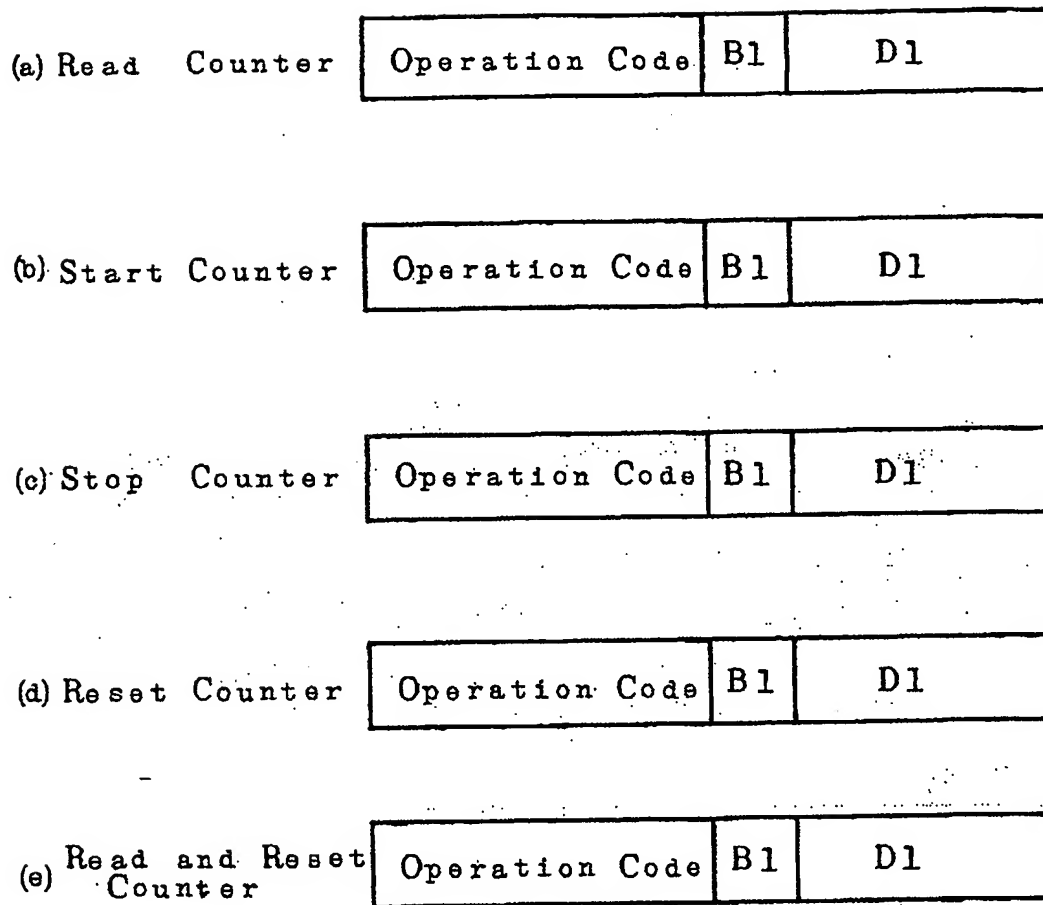 (a) Read Counter Operation Code B1 D1
(b) Start Counter Operation Code B1 D1
(c) Stop Counter Operation Code B1 D1
(d) Reset Counter Operation Code B1 D1
(e) Read and Reset Counter Operation Code B1 D1